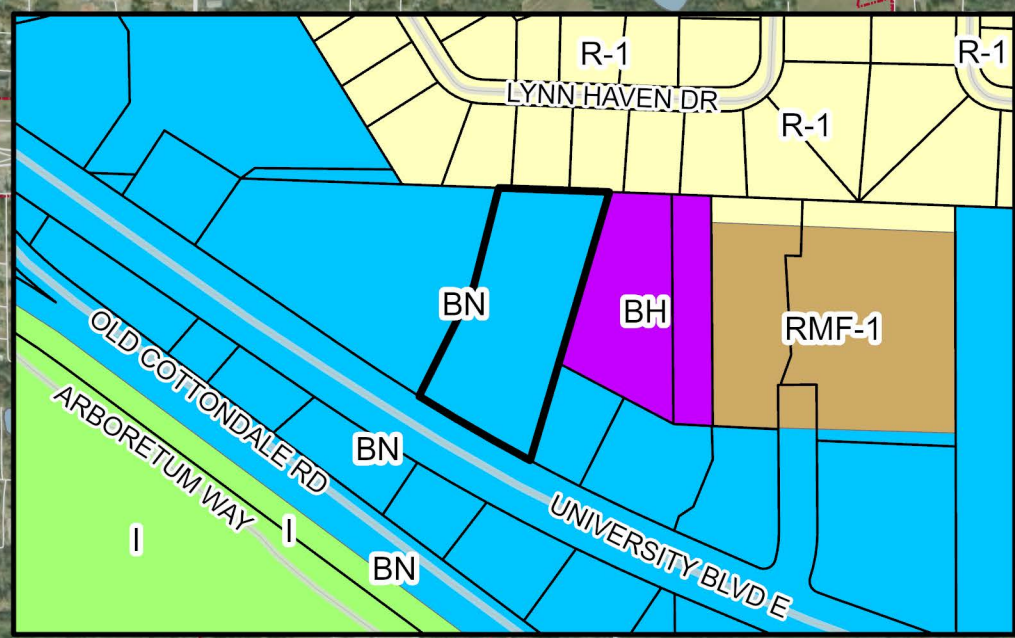 R-1
R-1
LYNN HAVEN DR
R-1
BN
BH
RMF-1
OLD COTTONDALE RD
ARBORETUM WAY
BN
UNIVERSITY BLVD E
I
I
BN